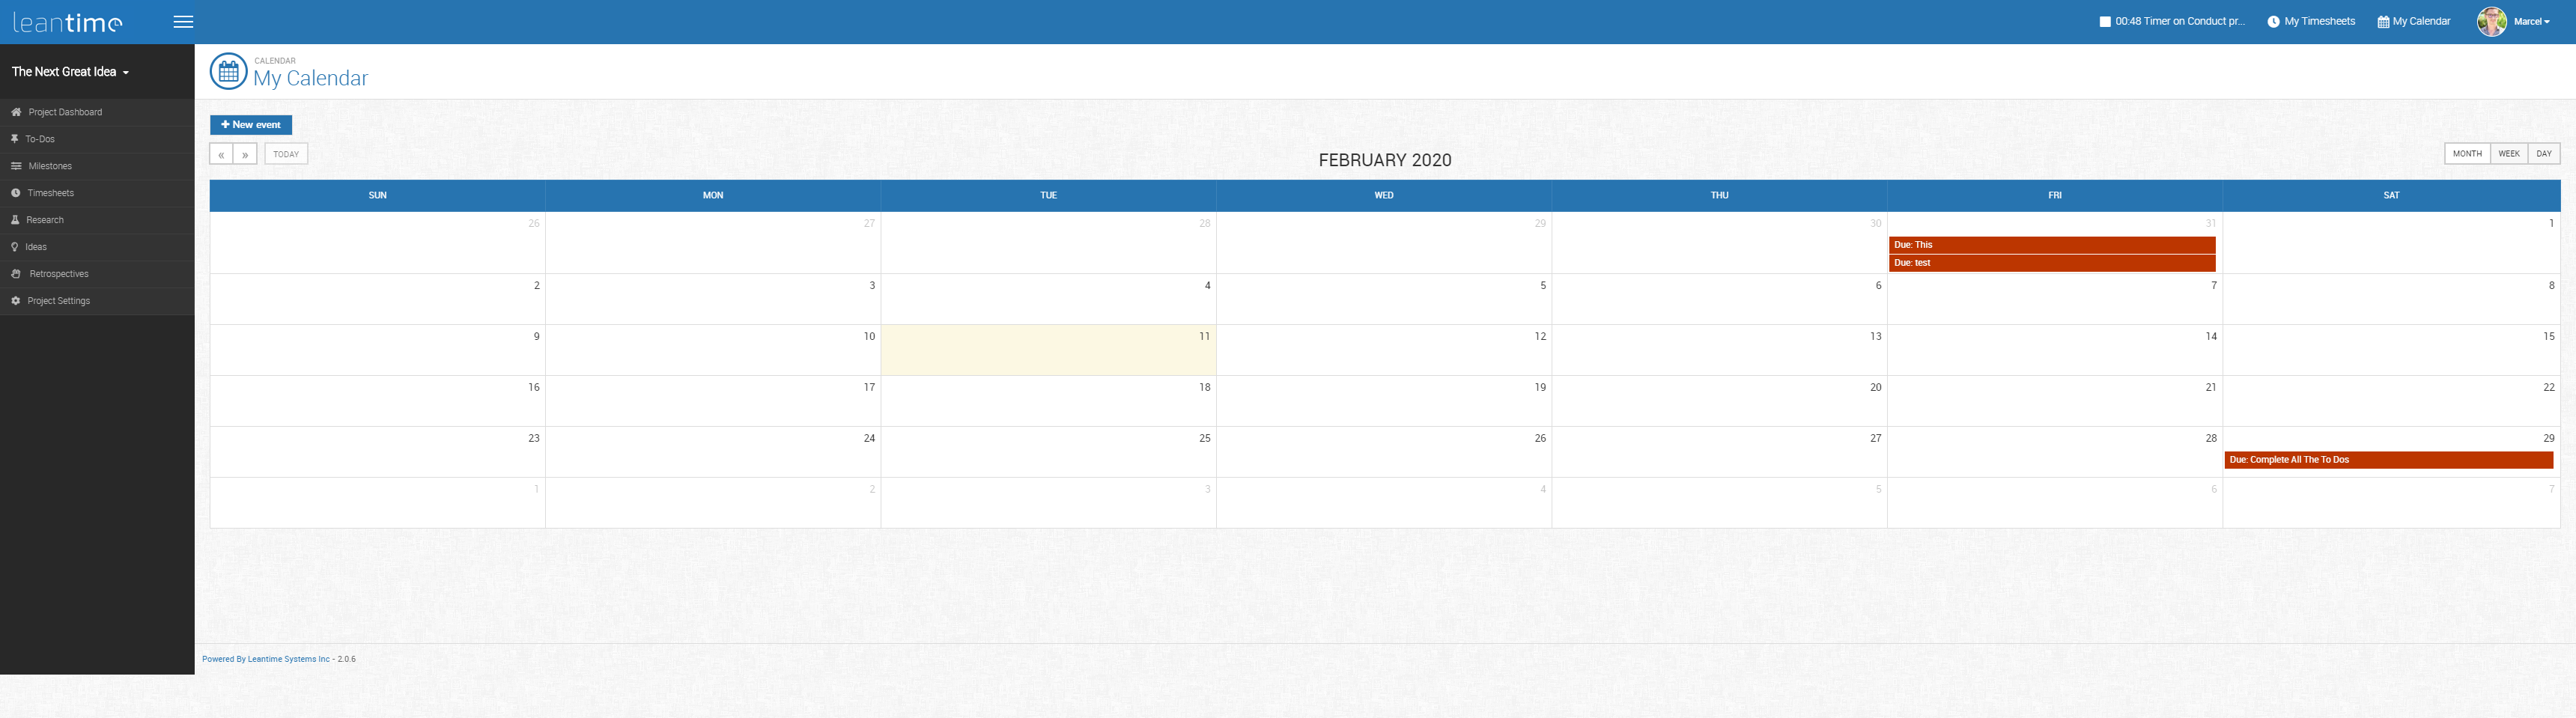 leantime
00:48 Timer on Conduct pr...
My Timesheets
My Calendar
Marcel
The Next Great Idea
CALENDAR
My Calendar
Project Dashboard
To-Dos
Milestones
Timesheets
Research
Ideas
Retrospectives
Project Settings
New event
« » TODAY
FEBRUARY 2020
MONTH WEEK DAY
SUN MON TUE WED THU FRI SAT
26 27 28 29 30 31 1
Due: This
Due: test
2 3 4 5 6 7 8
9 10 11 12 13 14 15
16 17 18 19 20 21 22
23 24 25 26 27 28 29
Due: Complete All The To Dos
1 2 3 4 5 6 7
Powered By Leantime Systems Inc - 2.0.6